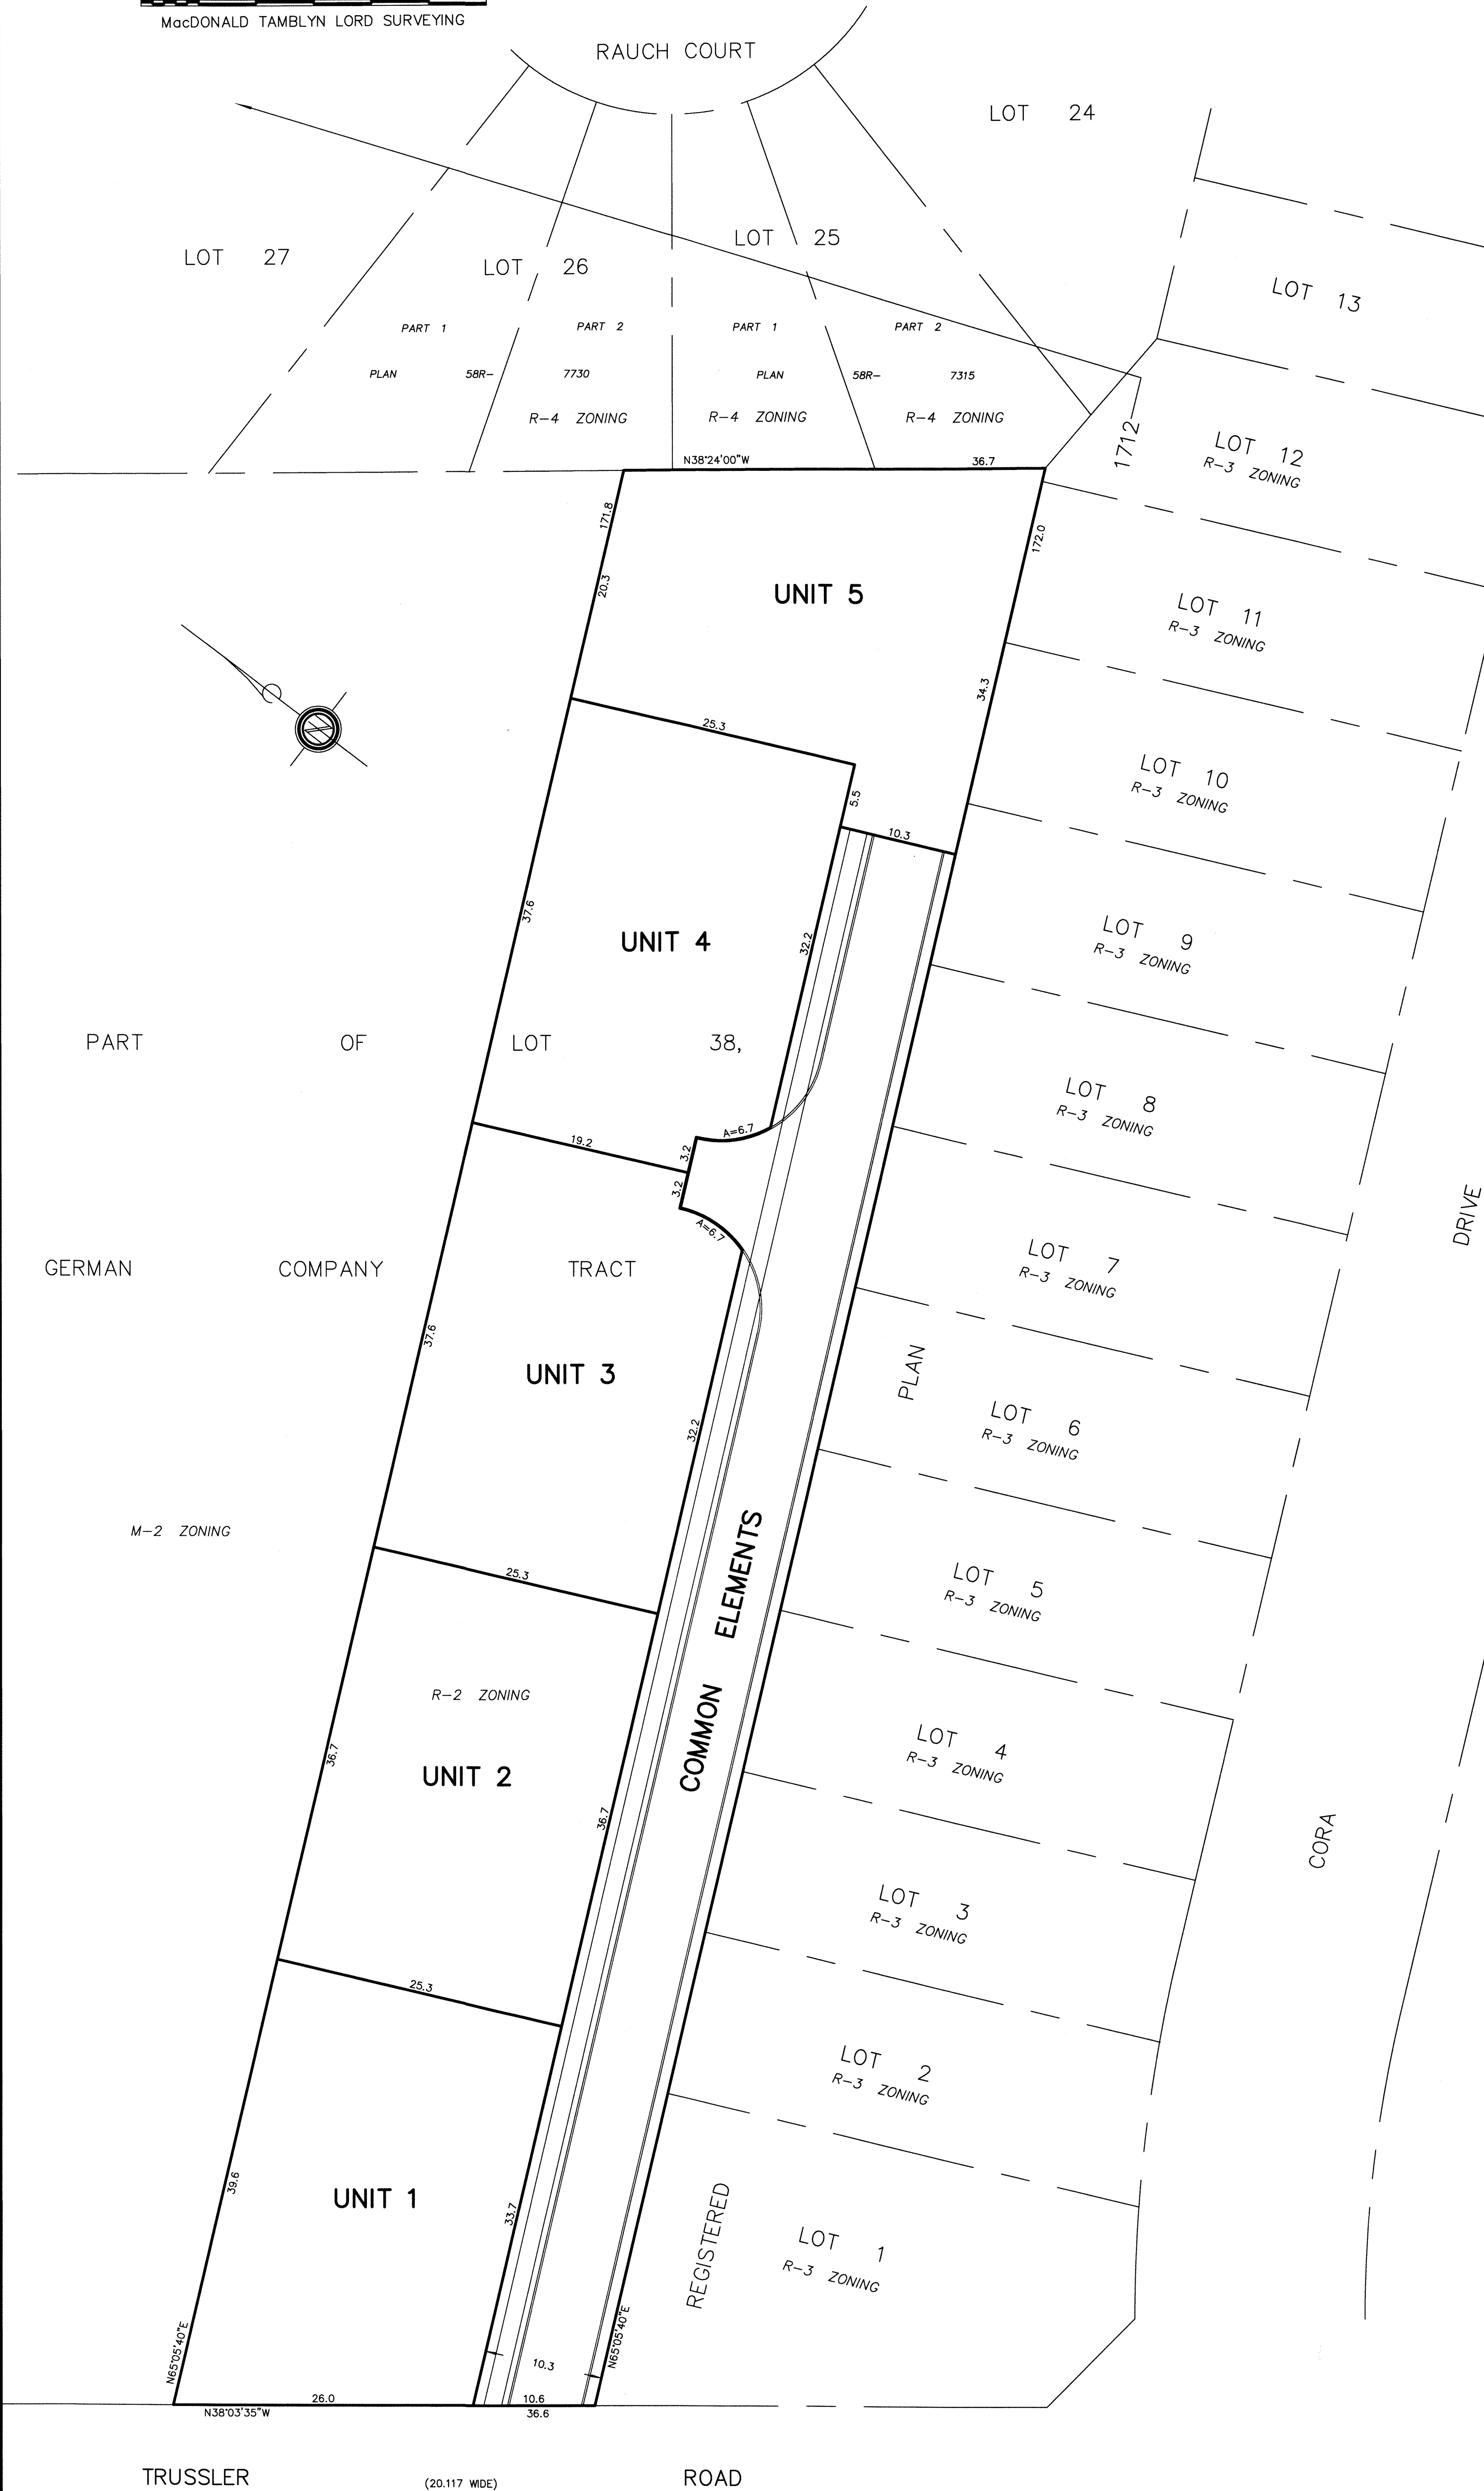 MacDONALD TAMBLYN LORD SURVEYING
RAUCH COURT
LOT 24
LOT 27
LOT 26
LOT 25
LOT 13
PART 1
PART 2
PART 1
PART 2
PLAN 58R- 7730
PLAN 58R- 7315
R-4 ZONING
R-4 ZONING
R-4 ZONING
1712
LOT 12
R-3 ZONING
N38°24'00"W
36.7
171.8
172.0
20.3
UNIT 5
LOT 11
R-3 ZONING
34.3
25.3
5.5
10.3
LOT 10
R-3 ZONING
37.6
UNIT 4
32.2
LOT 9
R-3 ZONING
PART OF LOT 38,
LOT 8
R-3 ZONING
19.2
3.2
A=6.7
3.2
A=6.7
DRIVE
GERMAN COMPANY TRACT
LOT 7
R-3 ZONING
37.6
UNIT 3
32.2
PLAN
LOT 6
R-3 ZONING
M-2 ZONING
25.3
COMMON ELEMENTS
LOT 5
R-3 ZONING
R-2 ZONING
36.7
UNIT 2
36.7
LOT 4
R-3 ZONING
CORA
LOT 3
R-3 ZONING
25.3
LOT 2
R-3 ZONING
39.6
UNIT 1
33.7
REGISTERED
LOT 1
R-3 ZONING
N65°05'40"E
10.3
N65°05'40"E
26.0
10.6
N38°03'35"W
36.6
TRUSSLER (20.117 WIDE) ROAD